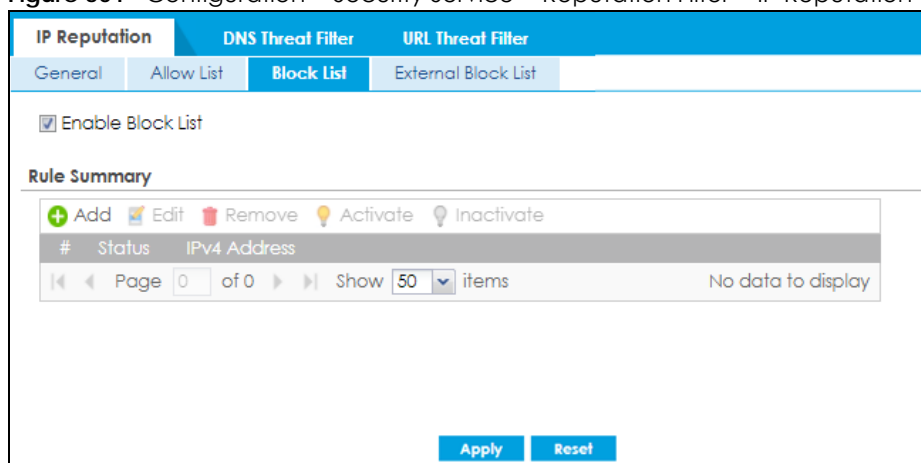 IP Reputation DNS Threat Filter URL Threat Filter
General Allow List Block List External Block List
Enable Block List
Rule Summary
Add Edit Remove Activate Inactivate
# Status IPv4 Address
Page 0 of 0 Show 50 items No data to display
Apply Reset